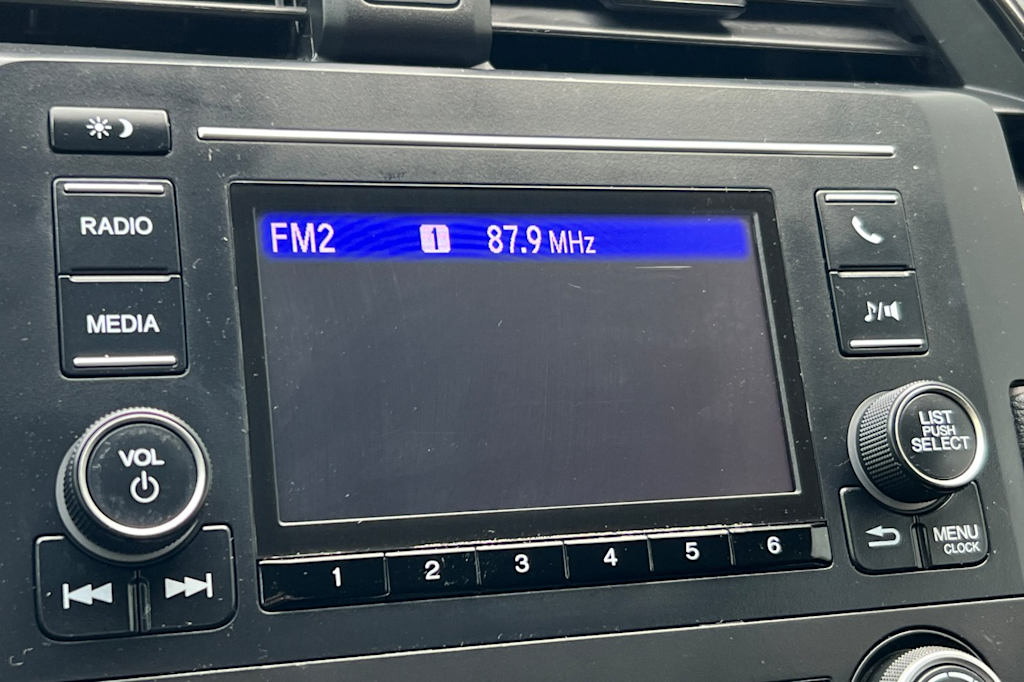 RADIO
MEDIA
FM2 1 87.9 MHz
VOL
LIST
PUSH
SELECT
MENU
CLOCK
1 2 3 4 5 6